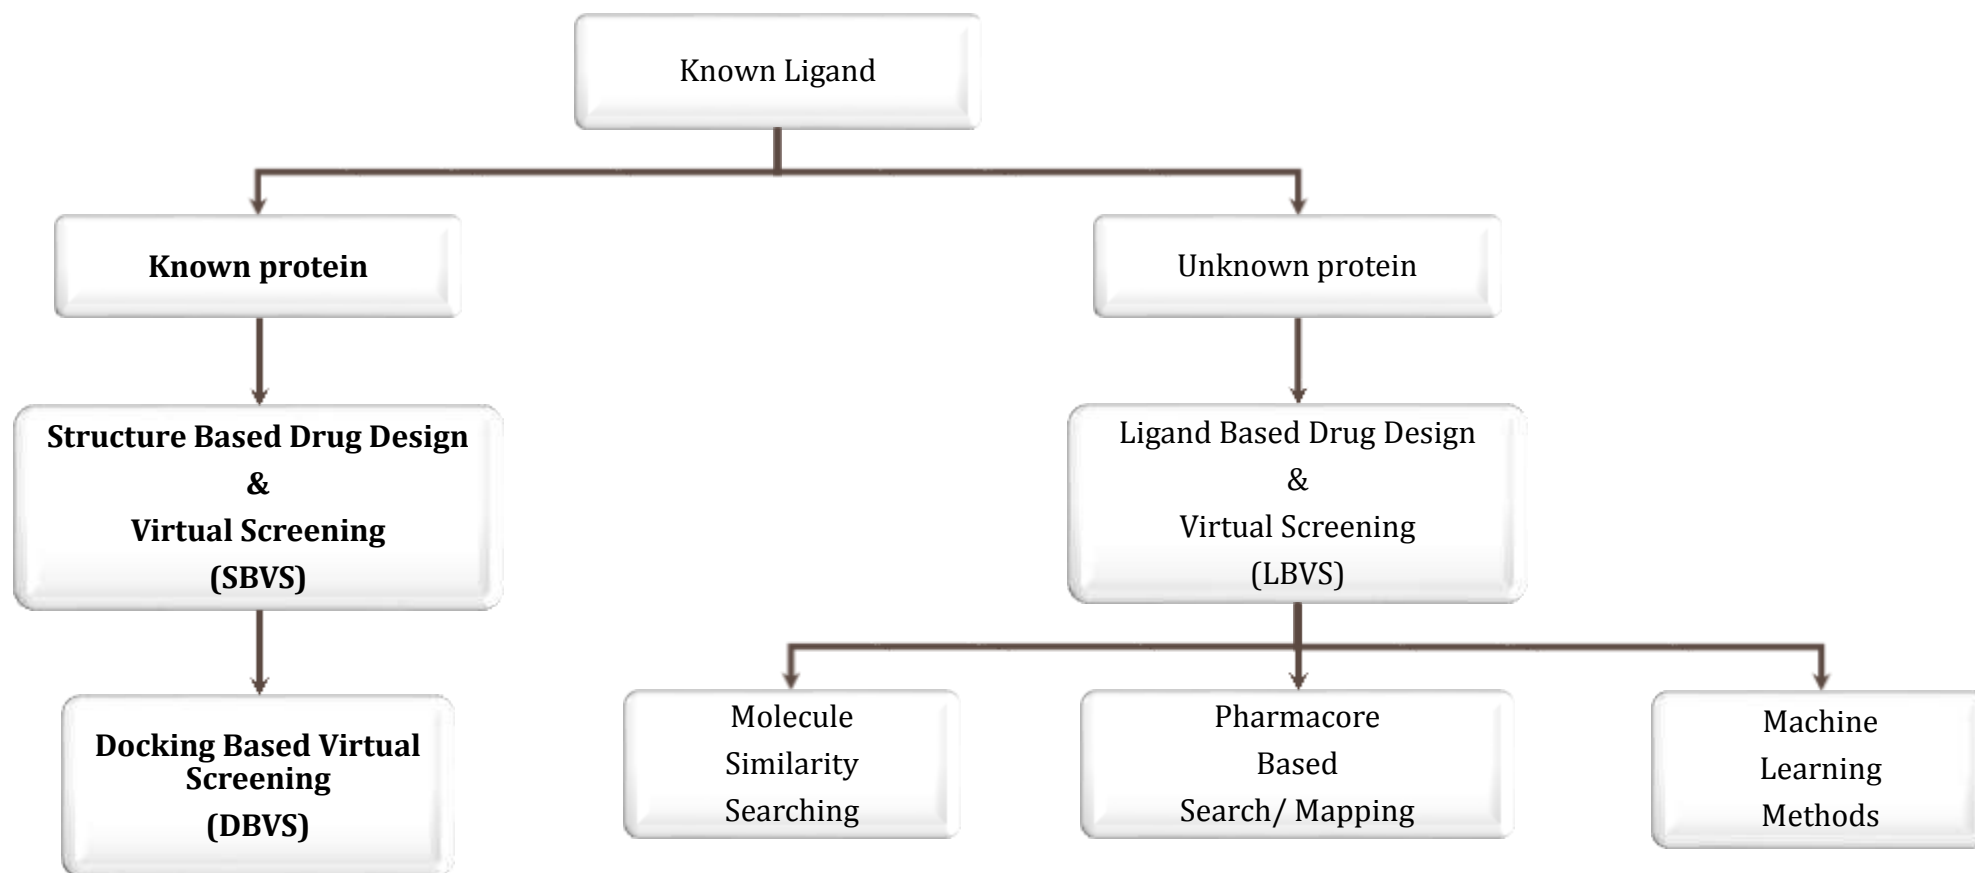 Known Ligand
Known protein
Unknown protein
Structure Based Drug Design
&
Virtual Screening
(SBVS)
Ligand Based Drug Design
&
Virtual Screening
(LBVS)
Docking Based Virtual
Screening
(DBVS)
Molecule
Similarity
Searching
Pharmacore
Based
Search/ Mapping
Machine
Learning
Methods